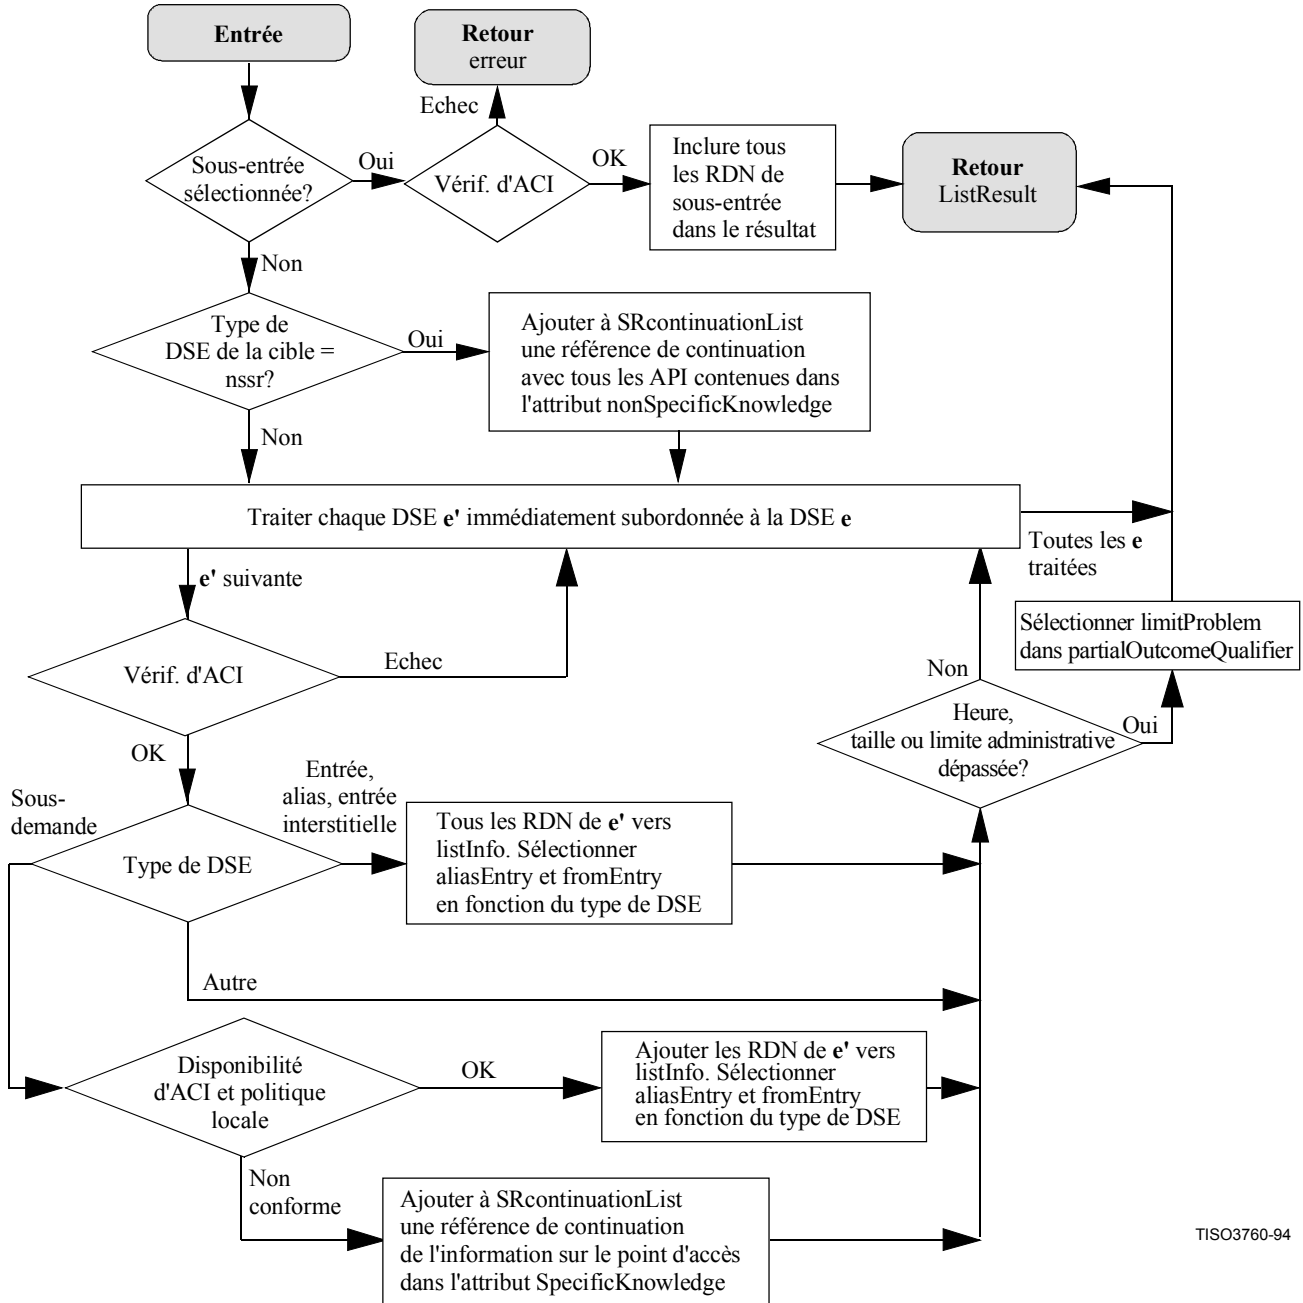 Entrée
Retour
erreur
Echec
Sous-entrée
sélectionnée?
Oui
Vérif. d'ACI
OK
Inclure tous
les RDN de
sous-entrée
dans le résultat
Retour
ListResult
Non
Type de
DSE de la cible =
nssr?
Oui
Ajouter à SRcontinuationList
une référence de continuation
avec tous les API contenues dans
l'attribut nonSpecificKnowledge
Non
Traiter chaque DSE e' immédiatement subordonnée à la DSE e
Toutes les e
traitées
e' suivante
Sélectionner limitProblem
dans partialOutcomeQualifier
Vérif. d'ACI
Echec
Non
Heure,
taille ou limite administrative
dépassée?
Oui
OK
Sous-
demande
Entrée,
alias, entrée
interstitielle
Type de DSE
Tous les RDN de e' vers
listInfo. Sélectionner
aliasEntry et fromEntry
en fonction du type de DSE
Autre
Disponibilité
d'ACI et politique
locale
OK
Ajouter les RDN de e' vers
listInfo. Sélectionner
aliasEntry et fromEntry
en fonction du type de DSE
Non
conforme
Ajouter à SRcontinuationList
une référence de continuation
de l'information sur le point d'accès
dans l'attribut SpecificKnowledge
TISO3760-94